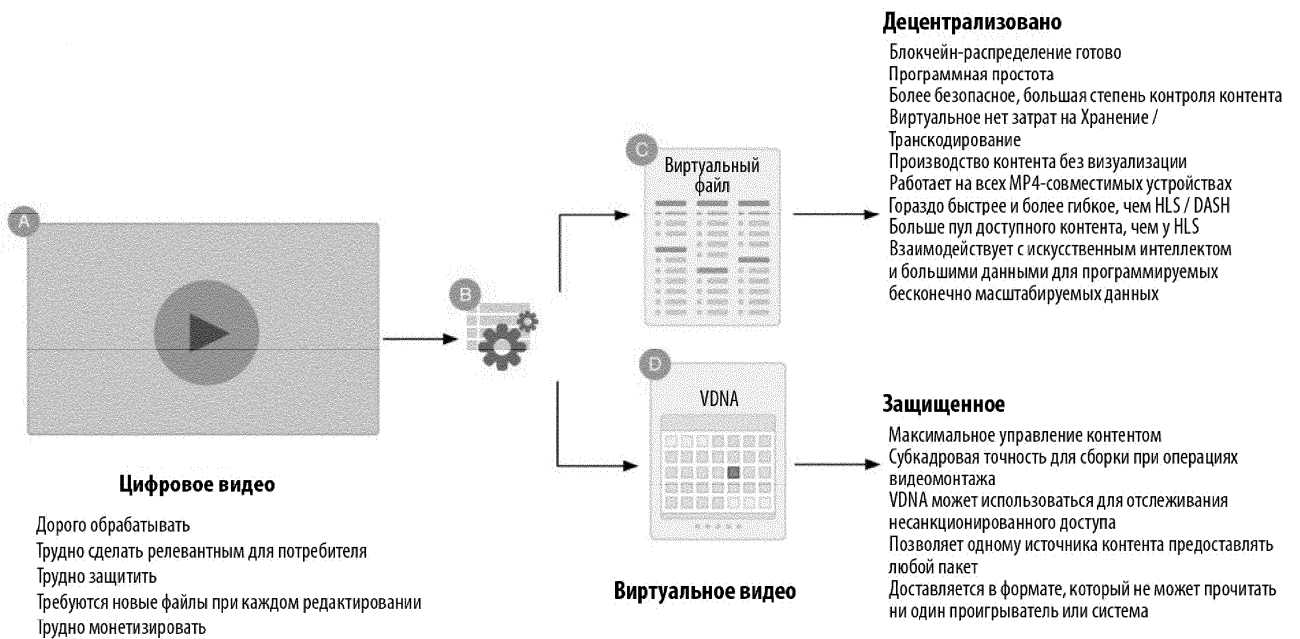 Децентрализовано
Блокчейн-распределение готово
Программная простота
Более безопасное, большая степень контроля контента
Виртуальное нет затрат на Хранение /
Транскодирование
Производство контента без визуализации
Работает на всех MP4-совместимых устройствах
Гораздо быстрее и более гибкое, чем HLS / DASH
Больше пул доступного контента, чем у HLS
Взаимодействует с искусственным интеллектом
и большими данными для программируемых
бесконечно масштабируемых данных
A
B
C
Виртуальный
файл
D
VDNA
Цифровое видео
Дорого обрабатывать
Трудно сделать релевантным для потребителя
Трудно защитить
Требуются новые файлы при каждом редактировании
Трудно монетизировать
Виртуальное видео
Защищенное
Максимальное управление контентом
Субкадровая точность для сборки при операциях
видеомонтажа
VDNA может использоваться для отслеживания
несанкционированного доступа
Позволяет одному источника контента предоставлять
любой пакет
Доставляется в формате, который не может прочитать
ни один проигрыватель или система